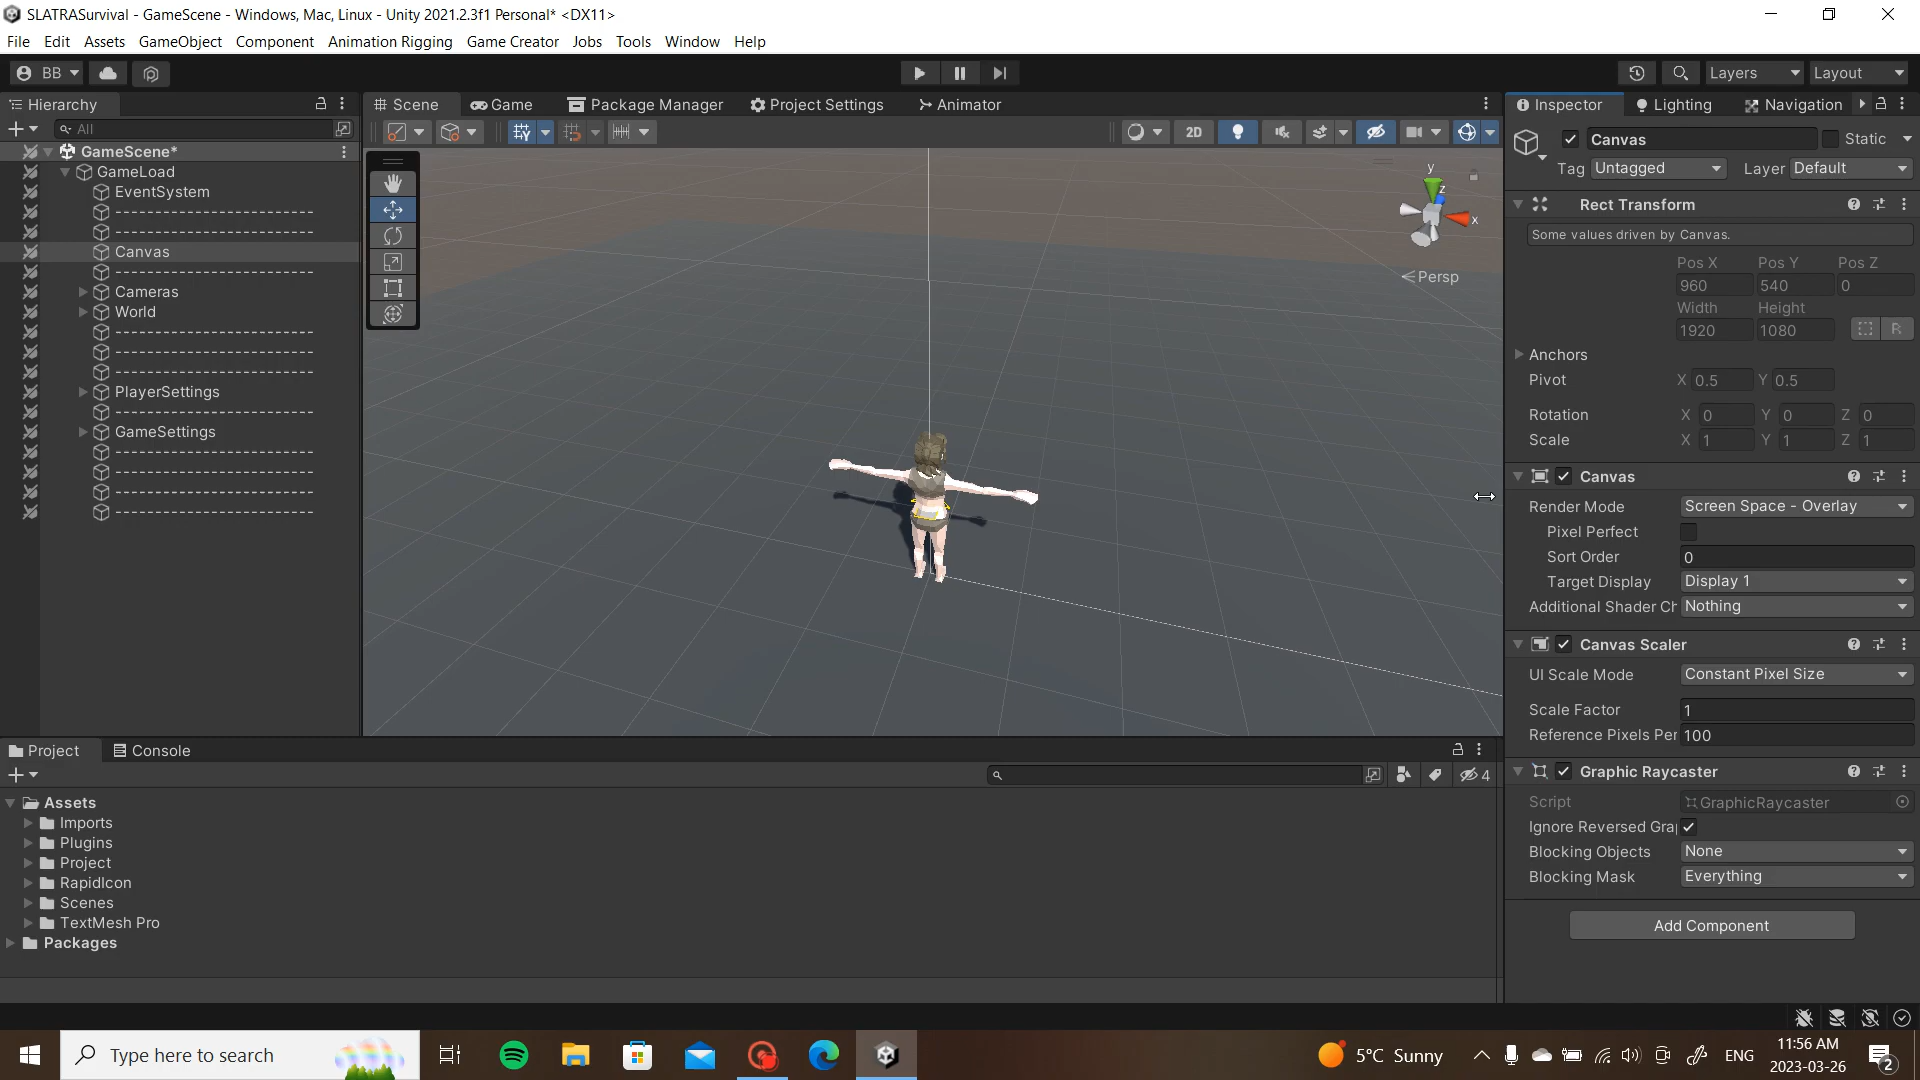 SLATRASurvival - GameScene - Windows, Mac, Linux - Unity 2021.2.3f1 Personal* <DX11>
File Edit Assets GameObject Component Animation Rigging Game Creator Jobs Tools Window Help
BB Layers Layout
Hierarchy
All
GameScene*
GameLoad
EventSystem
------------------------------
------------------------------
Canvas
------------------------------
Cameras
World
------------------------------
------------------------------
------------------------------
PlayerSettings
------------------------------
GameSettings
------------------------------
------------------------------
------------------------------
------------------------------
Scene Game Package Manager Project Settings Animator
2D
y
z
x
Persp
Inspector Lighting Navigation
Canvas Static
Tag Untagged Layer Default
Rect Transform
Some values driven by Canvas.
Pos X Pos Y Pos Z
960 540 0
Width Height
1920 1080 R
Anchors
Pivot X 0.5 Y 0.5
Rotation X 0 Y 0 Z 0
Scale X 1 Y 1 Z 1
Canvas
Render Mode Screen Space - Overlay
Pixel Perfect
Sort Order 0
Target Display Display 1
Additional Shader Ch Nothing
Canvas Scaler
UI Scale Mode Constant Pixel Size
Scale Factor 1
Reference Pixels Per 100
Graphic Raycaster
Script GraphicRaycaster
Ignore Reversed Gra
Blocking Objects None
Blocking Mask Everything
Add Component
Project Console
4
Assets
Imports
Plugins
Project
RapidIcon
Scenes
TextMesh Pro
Packages
Type here to search
5°C Sunny
ENG
11:56 AM
2023-03-26
2